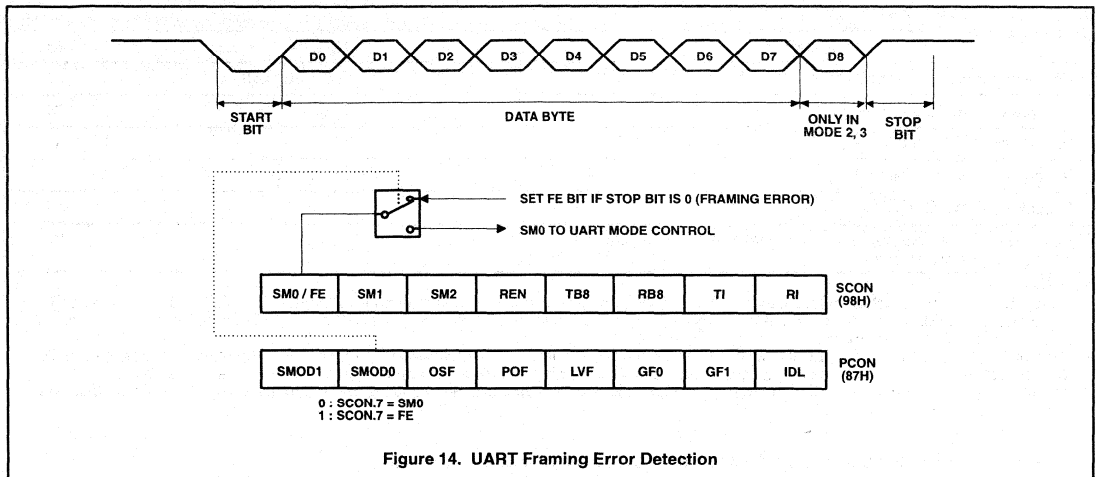 D0 D1 D2 D3 D4 D5 D6 D7 D8
START
BIT
DATA BYTE
ONLY IN
MODE 2, 3
STOP
BIT
SET FE BIT IF STOP BIT IS 0 (FRAMING ERROR)
SM0 TO UART MODE CONTROL
SM0 / FE SM1 SM2 REN TB8 RB8 TI RI
SCON
(98H)
SMOD1 SMOD0 OSF POF LVF GF0 GF1 IDL
PCON
(87H)
0 : SCON.7 = SM0
1 : SCON.7 = FE
Figure 14. UART Framing Error Detection